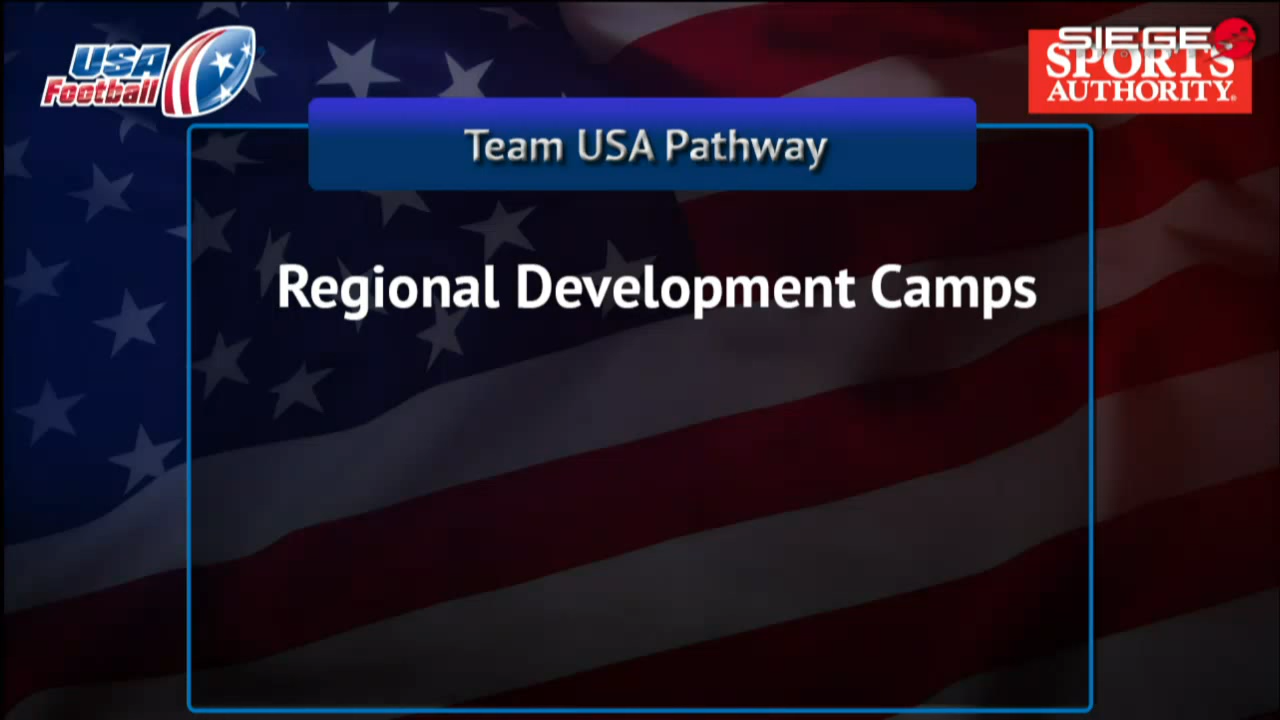 USA
Football
SIEGE
SPORTS
AUTHORITY.
Team USA Pathway
Regional Development Camps